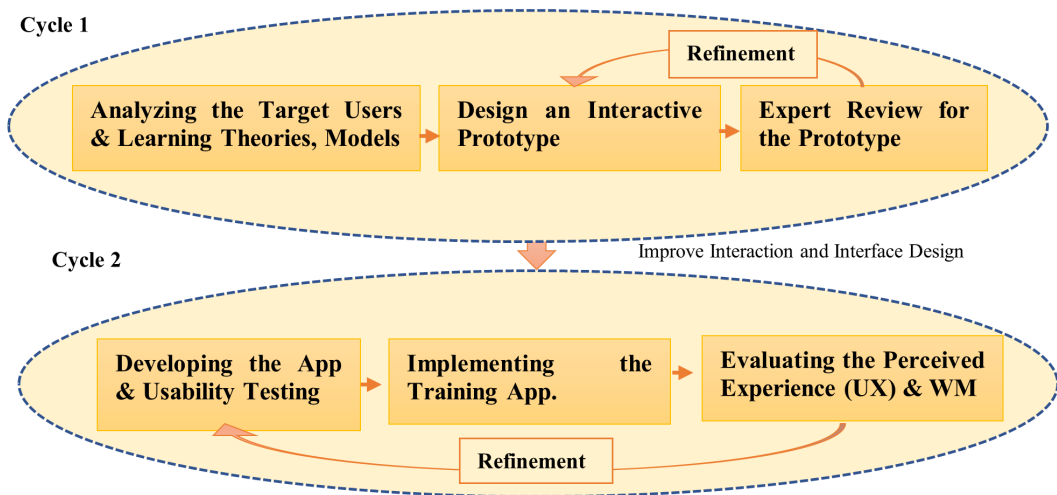 Cycle 1
Refinement
Analyzing the Target Users
& Learning Theories, Models
Design an Interactive
Prototype
Expert Review for
the Prototype
Improve Interaction and Interface Design
Cycle 2
Developing the App
& Usability Testing
Implementing the
Training App.
Evaluating the Perceived
Experience (UX) & WM
Refinement